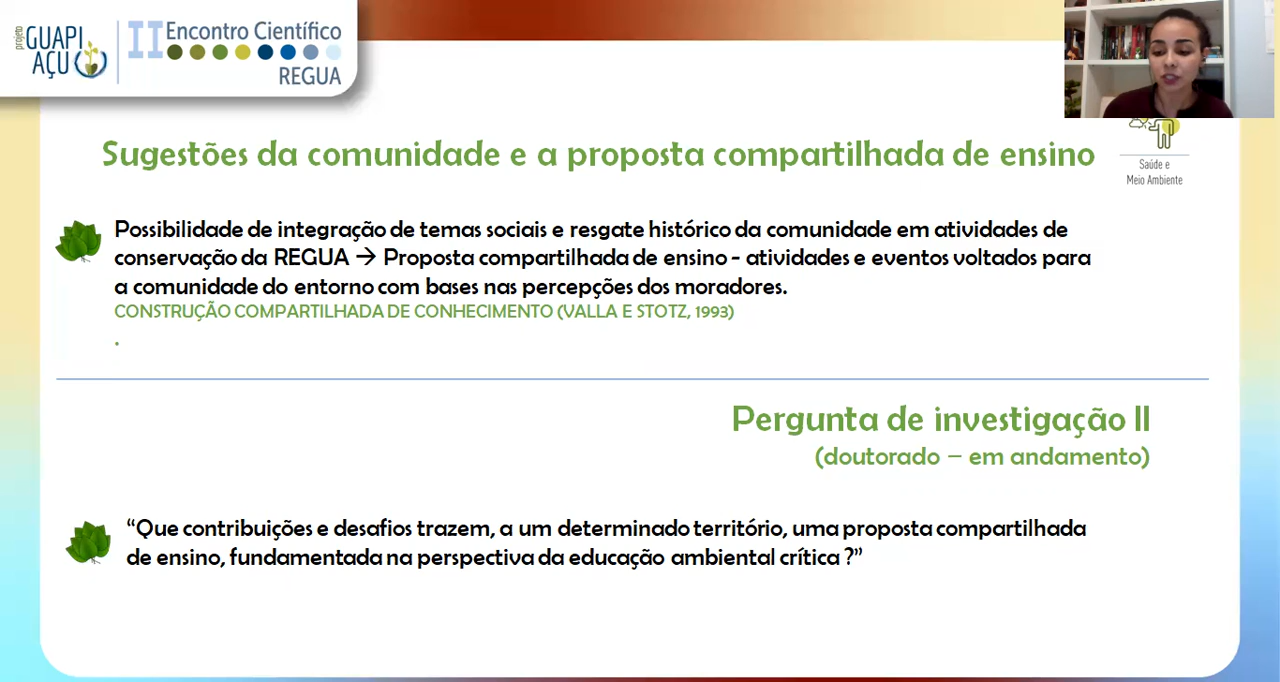 projeto
GUAPI
AÇU
II Encontro Científico
REGUA
Sugestões da comunidade e a proposta compartilhada de ensino
Saúde e
Meio Ambiente
Possibilidade de integração de temas sociais e resgate histórico da comunidade em atividades de
conservação da REGUA → Proposta compartilhada de ensino - atividades e eventos voltados para
a comunidade do entorno com bases nas percepções dos moradores.
CONSTRUÇÃO COMPARTILHADA DE CONHECIMENTO (VALLA E STOTZ, 1993)
.
Pergunta de investigação II
(doutorado – em andamento)
“Que contribuições e desafios trazem, a um determinado território, uma proposta compartilhada
de ensino, fundamentada na perspectiva da educação ambiental crítica ?”